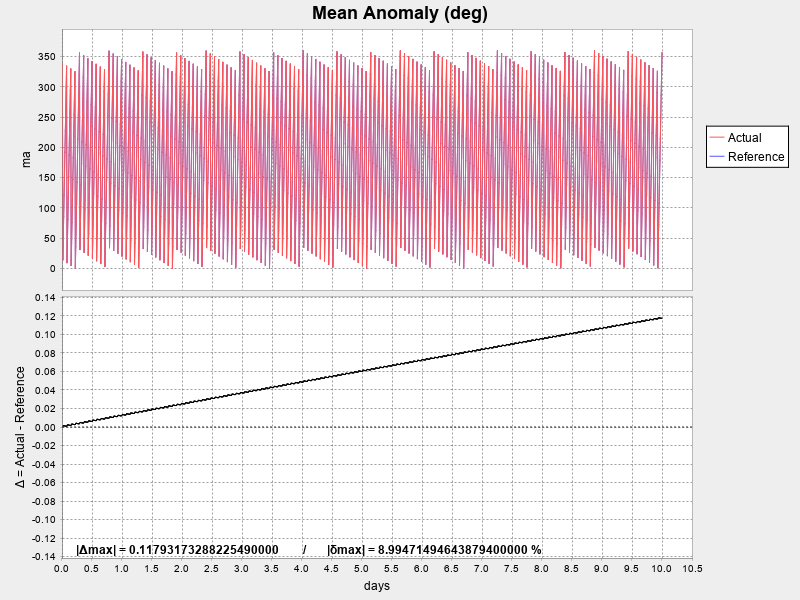 Mean Anomaly (deg)
350
300
250
200
150
100
50
0
ma
Actual
Reference
0.14
0.12
0.10
0.08
0.06
0.04
0.02
0.00
-0.02
-0.04
-0.06
-0.08
-0.10
-0.12
-0.14
Δ = Actual - Reference
|Δmax| = 0.11793173288225490000 / |δmax| = 8.99471494643879400000 %
0.0 0.5 1.0 1.5 2.0 2.5 3.0 3.5 4.0 4.5 5.0 5.5 6.0 6.5 7.0 7.5 8.0 8.5 9.0 9.5 10.0 10.5
days